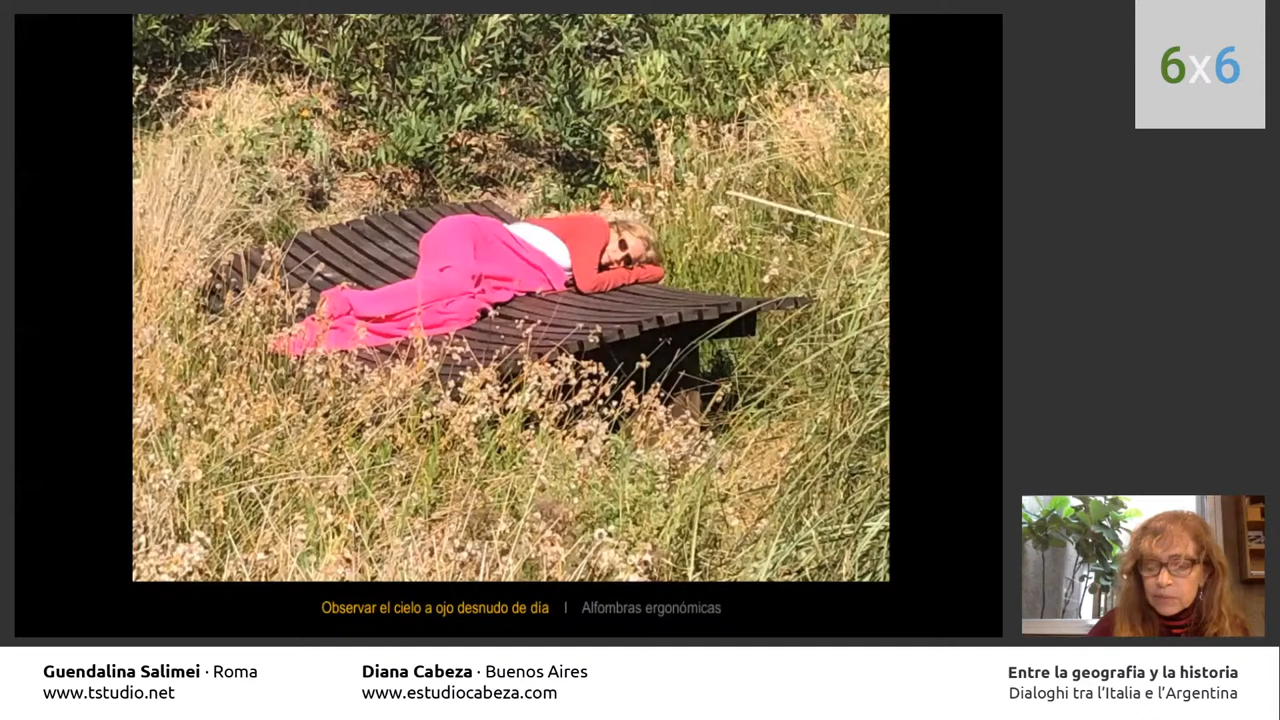 6x6
Observar el cielo a ojo desnudo de día | Alfombras ergonómicas
Guendalina Salimei · Roma
www.tstudio.net
Diana Cabeza · Buenos Aires
www.estudiocabeza.com
Entre la geografia y la historia
Dialoghi tra l’Italia e l’Argentina